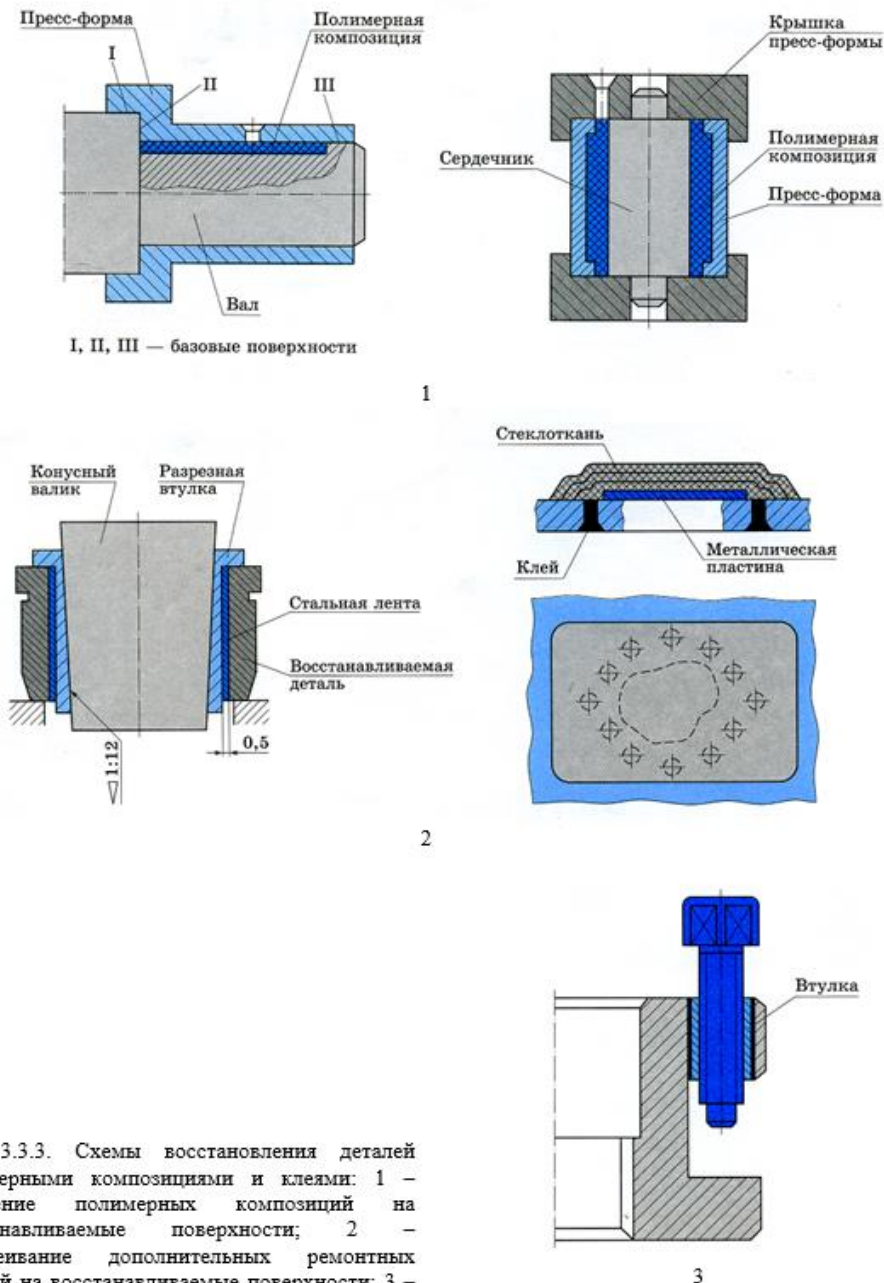 Пресс-форма
Полимерная
композиция
I
II
III
Вал
I, II, III — базовые поверхности
Крышка
пресс-формы
Сердечник
Полимерная
композиция
Пресс-форма
1
Конусный
валик
Разрезная
втулка
Стальная лента
Восстанавливаемая
деталь
0,5
1:12
Стеклоткань
Клей
Металлическая
пластина
2
Втулка
3.3.3. Схемы восстановления деталей
ерными композициями и клеями: 1 –
ение полимерных композиций на
навливаемые поверхности; 2 –
еивание дополнительных ремонтных
й на восстанавливаемые поверхности; 3 –
3